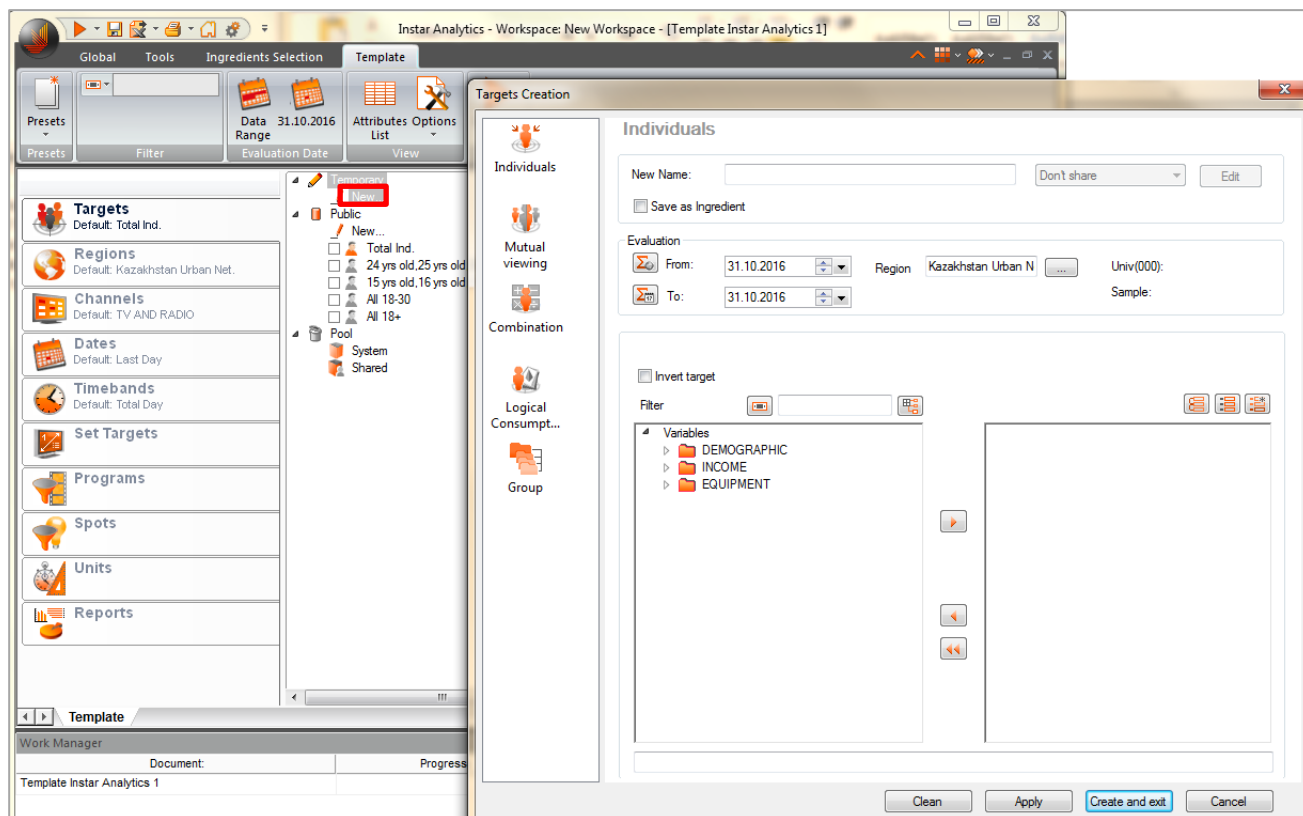 Instar Analytics - Workspace: New Workspace - [Template Instar Analytics 1]
Global Tools Ingredients Selection Template
Presets
Data Range
31.10.2016
Attributes List
Options
Presets Filter Evaluation Date View
Targets
Default: Total Ind.
Regions
Default: Kazakhstan Urban Net.
Channels
Default: TV AND RADIO
Dates
Default: Last Day
Timebands
Default: Total Day
Set Targets
Programs
Spots
Units
Reports
Temporary
New...
Public
New...
Total Ind.
24 yrs old,25 yrs old
15 yrs old,16 yrs old
All 18-30
All 18+
Pool
System
Shared
Template
Work Manager
Document: Progress
Template Instar Analytics 1
Targets Creation
Individuals
Mutual
viewing
Combination
Logical
Consumpt...
Group
Individuals
New Name: Don't share Edit
Save as Ingredient
Evaluation
From: 31.10.2016 Region Kazakhstan Urban N ... Univ(000):
To: 31.10.2016 Sample:
Invert target
Filter
Variables
DEMOGRAPHIC
INCOME
EQUIPMENT
Clean Apply Create and exit Cancel